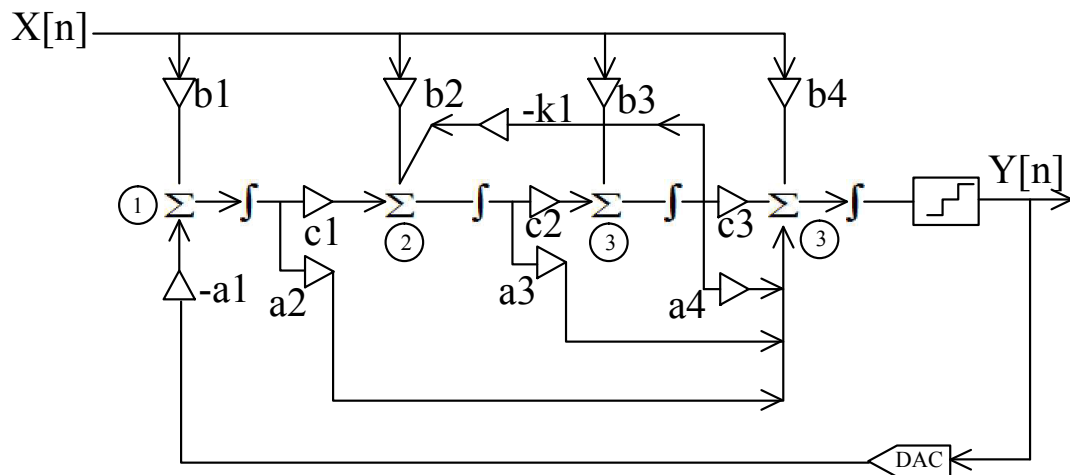 X[n]
b1
b2
b3
b4
-k1
Y[n]
1
Σ
∫
c1
Σ
2
∫
c2
Σ
3
∫
c3
Σ
3
∫
-a1
a2
a3
a4
DAC